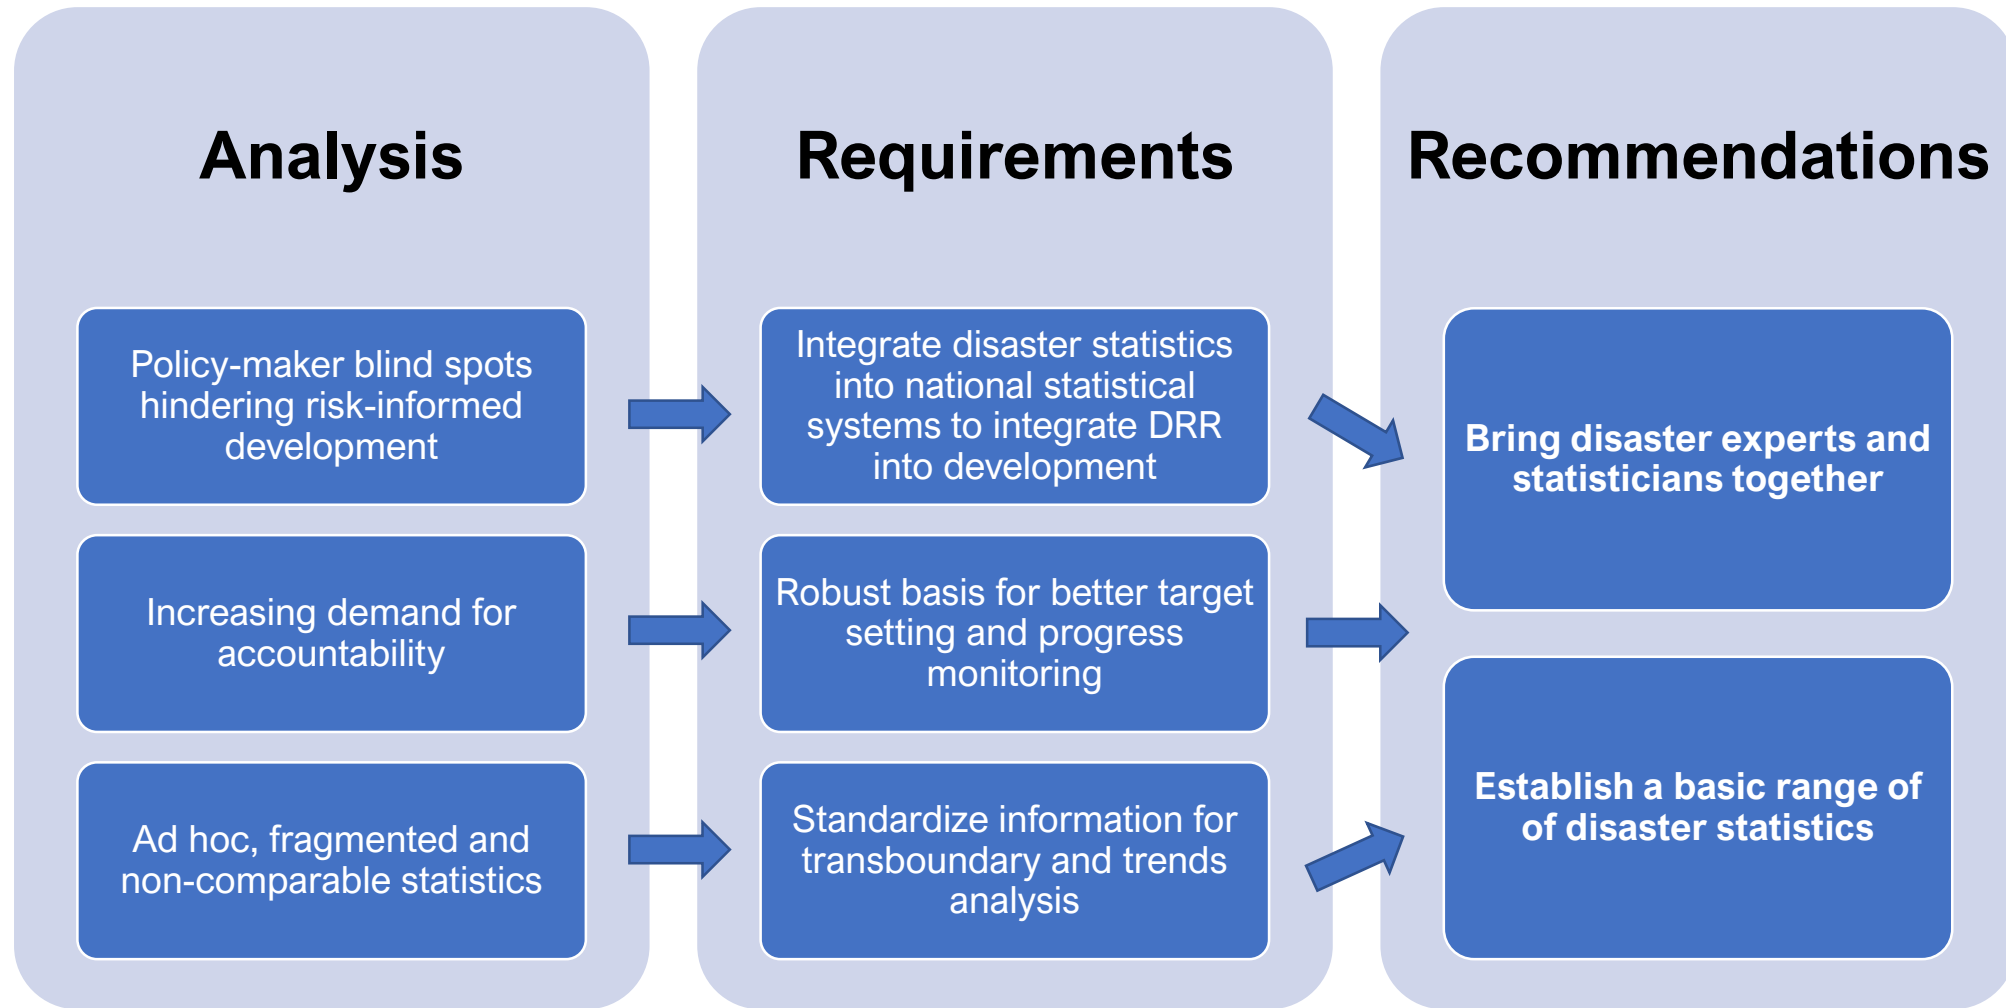 Analysis
Policy-maker blind spots
hindering risk-informed
development
Increasing demand for
accountability
Ad hoc, fragmented and
non-comparable statistics
Requirements
Integrate disaster statistics
into national statistical
systems to integrate DRR
into development
Robust basis for better target
setting and progress
monitoring
Standardize information for
transboundary and trends
analysis
Recommendations
Bring disaster experts and
statisticians together
Establish a basic range of
of disaster statistics